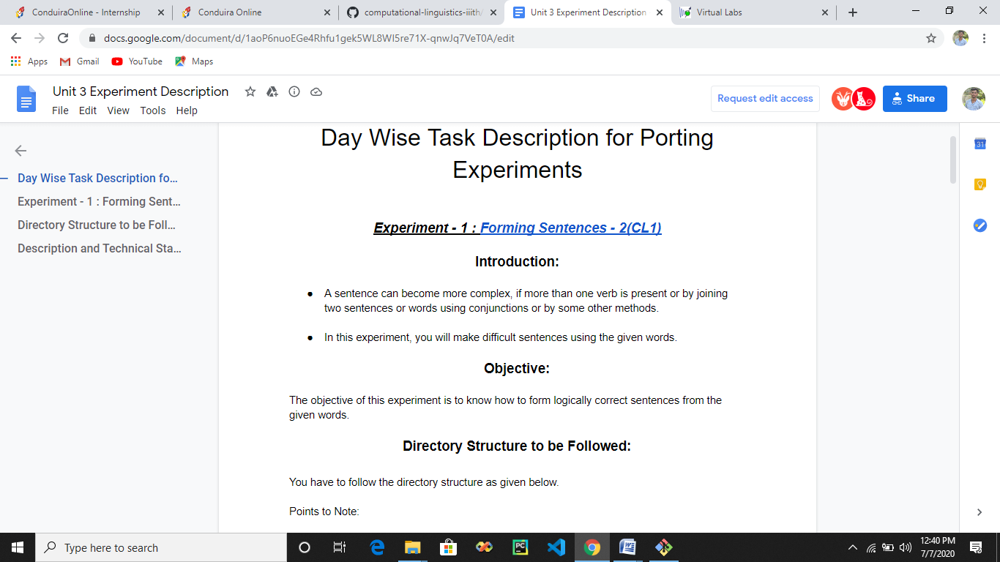 ConduiraOnline - Internship
Conduira Online
computational-linguistics-iiith/
Unit 3 Experiment Description
Virtual Labs
docs.google.com/document/d/1aoP6nuoEGe4Rhfu1gek5WL8WI5re71X-qnwJq7VeT0A/edit
Apps
Gmail
YouTube
Maps
Unit 3 Experiment Description
File Edit View Tools Help
Request edit access
Share
Day Wise Task Description fo...
Experiment - 1 : Forming Sent...
Directory Structure to be Foll...
Description and Technical Sta...
Day Wise Task Description for Porting
Experiments
Experiment - 1 : Forming Sentences - 2(CL1)
Introduction:
● A sentence can become more complex, if more than one verb is present or by joining
two sentences or words using conjunctions or by some other methods.
● In this experiment, you will make difficult sentences using the given words.
Objective:
The objective of this experiment is to know how to form logically correct sentences from the
given words.
Directory Structure to be Followed:
You have to follow the directory structure as given below.
Points to Note:
31
Type here to search
PC
12:40 PM
7/7/2020